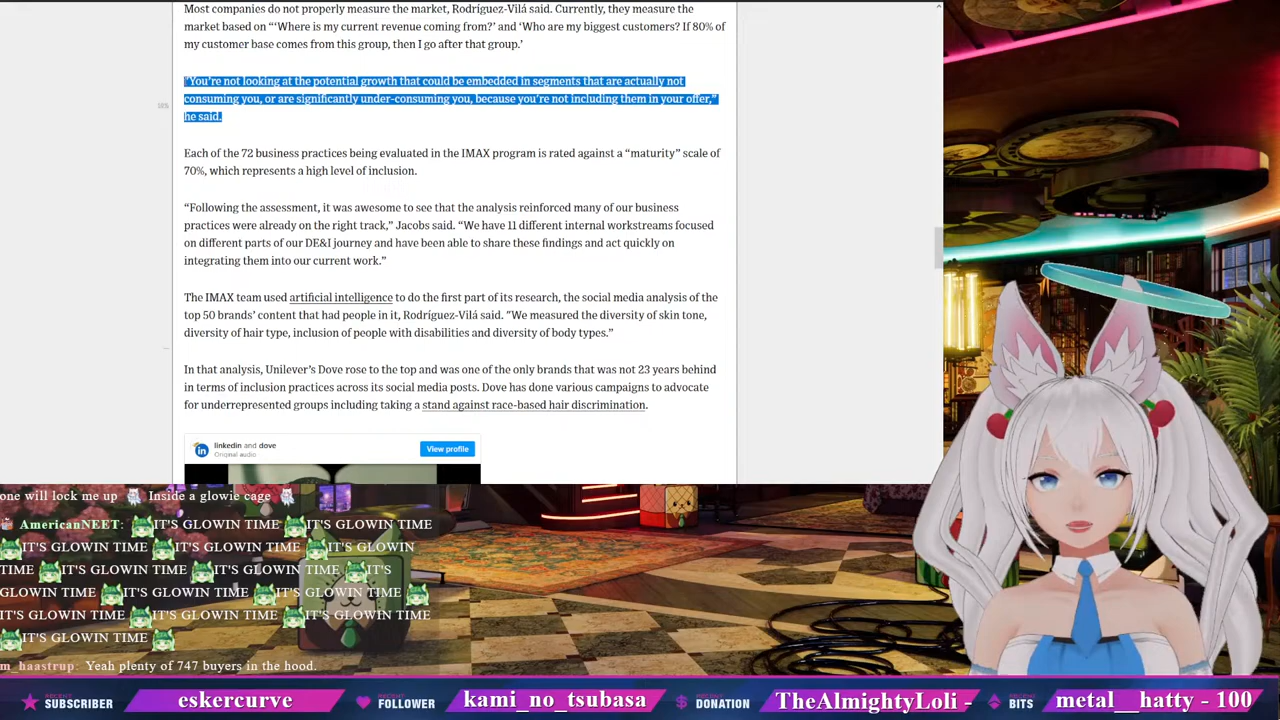 Most companies do not properly measure the market, Rodríguez-Vilá said. Currently, they measure the
market based on “‘Where is my current revenue coming from?’ and ‘Who are my biggest customers? If 80% of
my customer base comes from this group, then I go after that group.’
“You’re not looking at the potential growth that could be embedded in segments that are actually not
consuming you, or are significantly under-consuming you, because you’re not including them in your offer,”
he said.
Each of the 72 business practices being evaluated in the IMAX program is rated against a “maturity” scale of
70%, which represents a high level of inclusion.
“Following the assessment, it was awesome to see that the analysis reinforced many of our business
practices were already on the right track,” Jacobs said. “We have 11 different internal workstreams focused
on different parts of our DE&I journey and have been able to share these findings and act quickly on
integrating them into our current work.”
The IMAX team used artificial intelligence to do the first part of its research, the social media analysis of the
top 50 brands’ content that had people in it, Rodríguez-Vilá said. "We measured the diversity of skin tone,
diversity of hair type, inclusion of people with disabilities and diversity of body types.”
In that analysis, Unilever’s Dove rose to the top and was one of the only brands that was not 23 years behind
in terms of inclusion practices across its social media posts. Dove has done various campaigns to advocate
for underrepresented groups including taking a stand against race-based hair discrimination.
linkedin and dove
Original audio
View profile
one will lock me up Inside a glowie cage
AmericanNEET: IT'S GLOWIN TIME IT'S GLOWIN TIME
IT'S GLOWIN TIME IT'S GLOWIN TIME IT'S GLOWIN
TIME IT'S GLOWIN TIME IT'S GLOWIN TIME IT'S
GLOWIN TIME IT'S GLOWIN TIME IT'S GLOWIN TIME
IT'S GLOWIN TIME IT'S GLOWIN TIME IT'S GLOWIN TIME
IT'S GLOWIN TIME
m_haastrup: Yeah plenty of 747 buyers in the hood.
RECENT SUBSCRIBER eskercurve RECENT FOLLOWER kami_no_tsubasa RECENT DONATION TheAlmightyLoli - RECENT BITS metal__hatty - 100